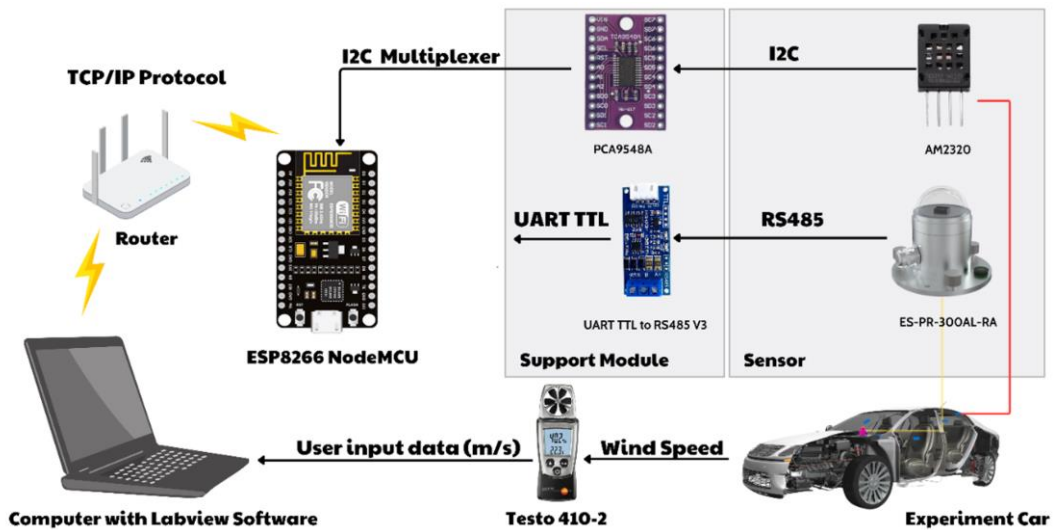 I2C Multiplexer
I2C
TCP/IP Protocol
PCA9548A
AM2320
WiFi
UART TTL
RS485
Router
UART TTL to RS485 V3
ES-PR-300AL-RA
ESP8266 NodeMCU
Support Module
Sensor
User input data (m/s)
Wind Speed
Computer with Labview Software
Testo 410-2
Experiment Car